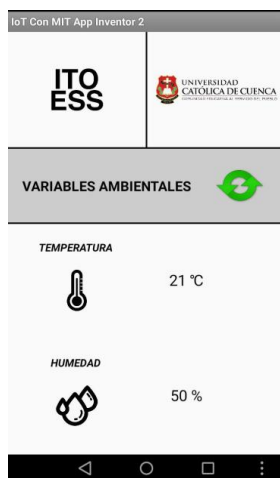 IoT Con MIT App Inventor 2
ITO
ESS
UNIVERSIDAD
CATÓLICA DE CUENCA
VARIABLES AMBIENTALES
TEMPERATURA
21 °C
HUMEDAD
50 %